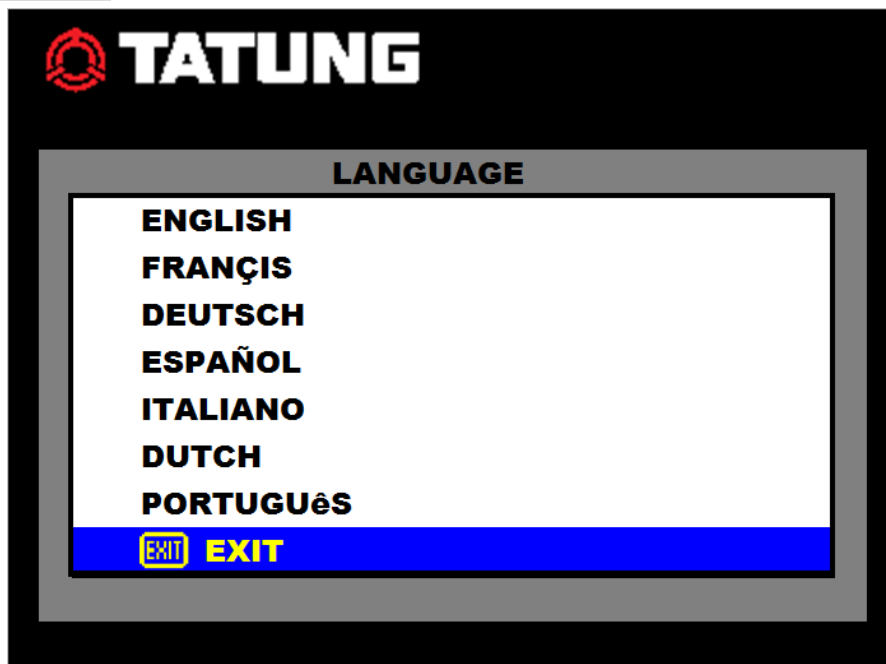 TATUNG
LANGUAGE
ENGLISH
FRANÇIS
DEUTSCH
ESPAÑOL
ITALIANO
DUTCH
PORTUGUêS
EXIT EXIT